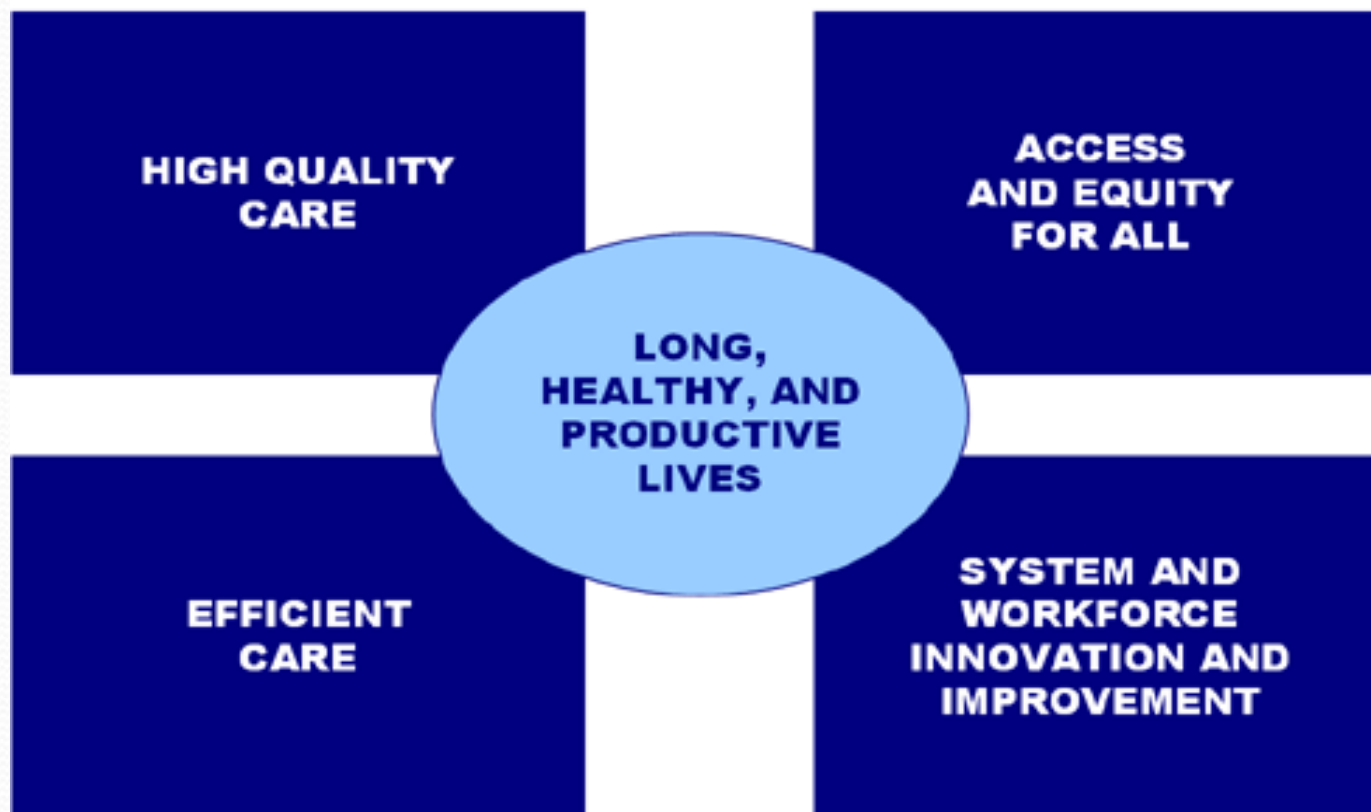 HIGH QUALITY
CARE
ACCESS
AND EQUITY
FOR ALL
LONG,
HEALTHY, AND
PRODUCTIVE
LIVES
EFFICIENT
CARE
SYSTEM AND
WORKFORCE
INNOVATION AND
IMPROVEMENT